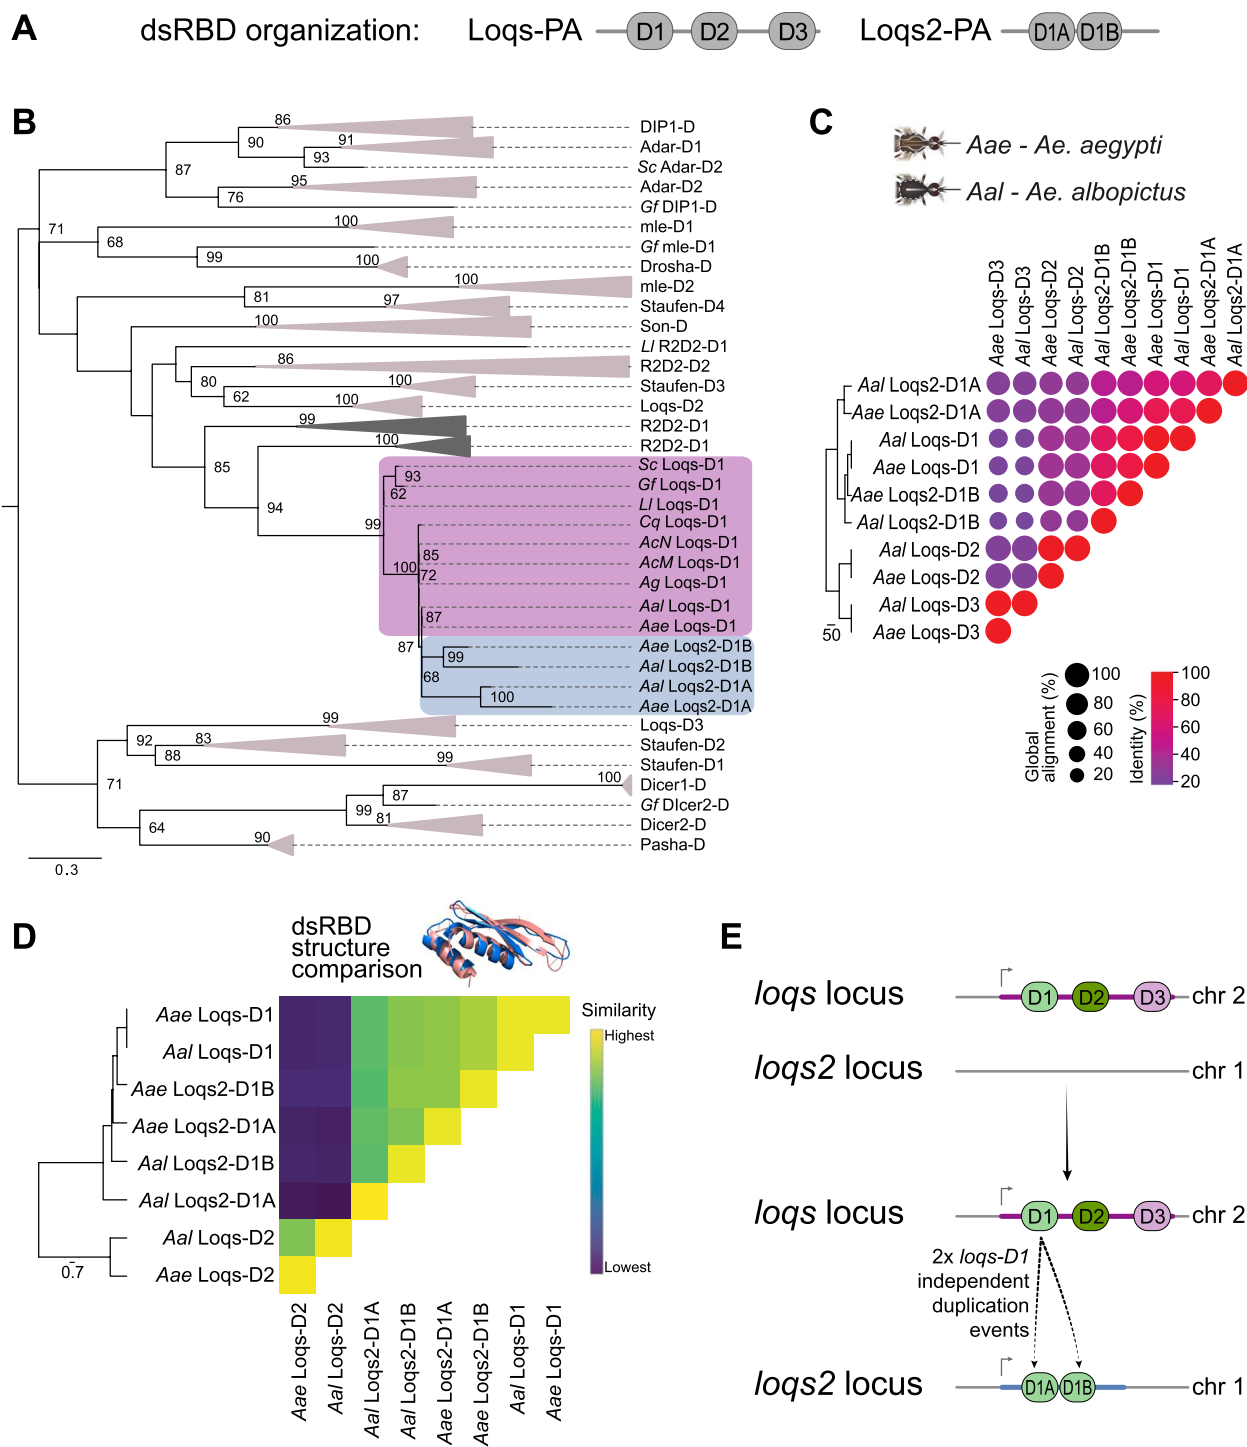 A
dsRBD organization:
Loqs-PA
D1
D2
D3
Loqs2-PA
D1A
D1B
B
86
90
91
93
87
95
76
71
100
68
99
100
100
81
97
100
86
80
100
62
100
99
100
85
94
93
62
99
85
100
72
87
87
99
68
100
99
92
83
88
99
71
100
87
99
81
64
90
0.3
DIP1-D
Adar-D1
Sc Adar-D2
Adar-D2
Gf DIP1-D
mle-D1
Gf mle-D1
Drosha-D
mle-D2
Staufen-D4
Son-D
Ll R2D2-D1
R2D2-D2
Staufen-D3
Loqs-D2
R2D2-D1
R2D2-D1
Sc Loqs-D1
Gf Loqs-D1
Ll Loqs-D1
Cq Loqs-D1
AcN Loqs-D1
AcM Loqs-D1
Ag Loqs-D1
Aal Loqs-D1
Aae Loqs-D1
Aae Loqs2-D1B
Aal Loqs2-D1B
Aal Loqs2-D1A
Aae Loqs2-D1A
Loqs-D3
Staufen-D2
Staufen-D1
Dicer1-D
Gf DIcer2-D
Dicer2-D
Pasha-D
C
Aae - Ae. aegypti
Aal - Ae. albopictus
Aae Loqs-D3
Aal Loqs-D3
Aae Loqs-D2
Aal Loqs-D2
Aal Loqs2-D1B
Aae Loqs2-D1B
Aae Loqs-D1
Aal Loqs-D1
Aae Loqs2-D1A
Aal Loqs2-D1A
Aal Loqs2-D1A
Aae Loqs2-D1A
Aal Loqs-D1
Aae Loqs-D1
Aae Loqs2-D1B
Aal Loqs2-D1B
Aal Loqs-D2
Aae Loqs-D2
Aal Loqs-D3
Aae Loqs-D3
50
Global
alignment (%)
100
80
60
40
20
Identity (%)
100
80
60
40
20
D
dsRBD
structure
comparison
Aae Loqs-D1
Aal Loqs-D1
Aae Loqs2-D1B
Aae Loqs2-D1A
Aal Loqs2-D1B
Aal Loqs2-D1A
Aal Loqs-D2
Aae Loqs-D2
0.7
Similarity
Highest
Lowest
Aae Loqs-D2
Aal Loqs-D2
Aal Loqs2-D1A
Aal Loqs2-D1B
Aae Loqs2-D1A
Aae Loqs2-D1B
Aal Loqs-D1
Aae Loqs-D1
E
loqs locus
D1
D2
D3
chr 2
loqs2 locus
chr 1
loqs locus
D1
D2
D3
chr 2
2x loqs-D1
independent
duplication
events
loqs2 locus
D1A
D1B
chr 1